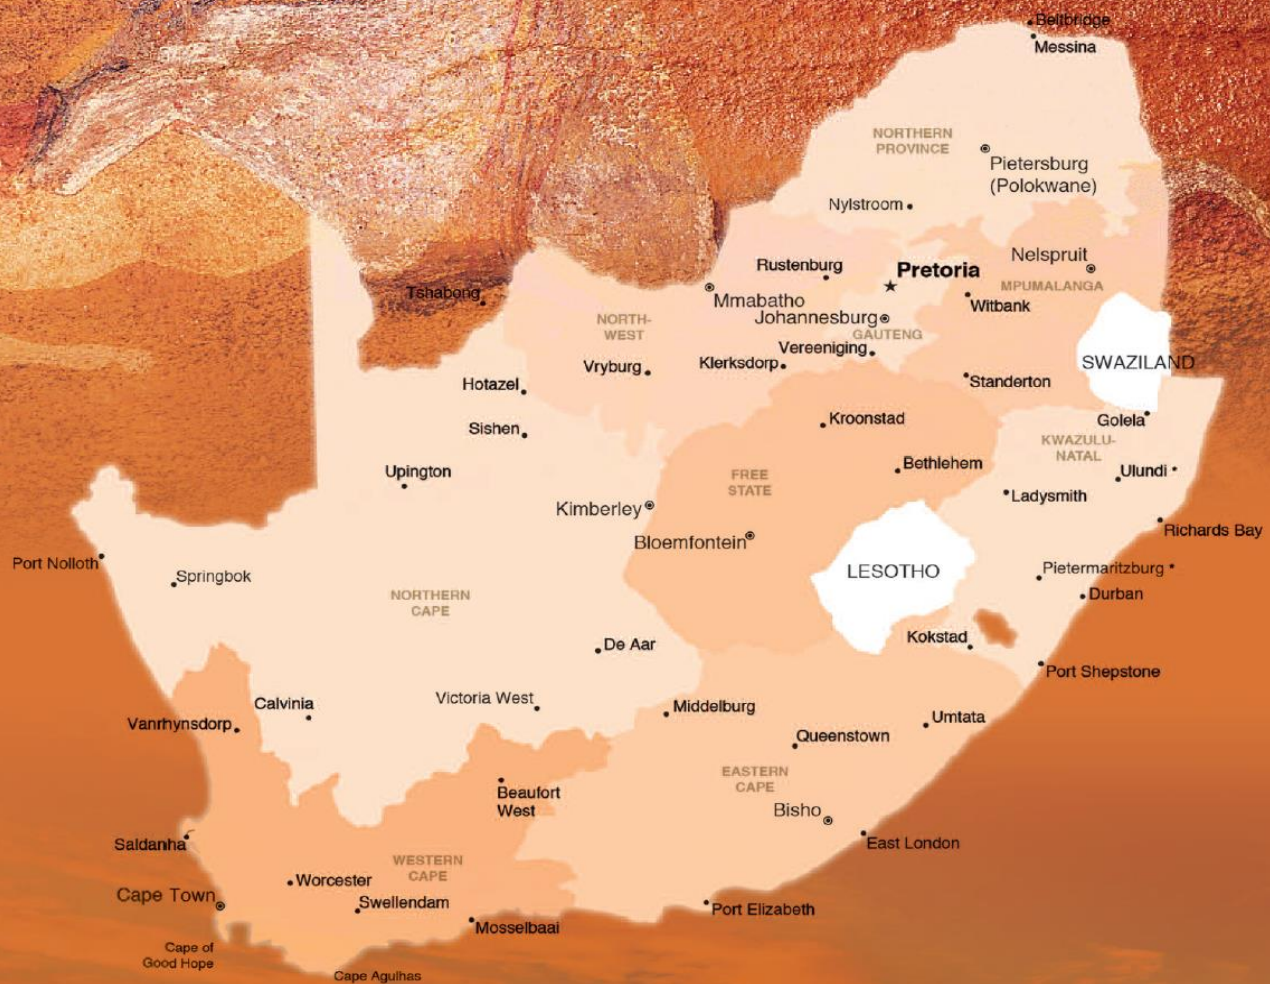 Beitbridge
Messina
NORTHERN
PROVINCE
Pietersburg
(Polokwane)
Nylstroom
Nelspruit
Rustenburg
Pretoria
MPUMALANGA
Tshabong
Mmabatho
Witbank
Johannesburg
NORTH-
WEST
GAUTENG
Vereeniging
Klerksdorp
SWAZILAND
Vryburg
Hotazel
Standerton
Kroonstad
Golela
Sishen
KWAZULU-
NATAL
Bethlehem
Upington
Ulundi
FREE
STATE
Ladysmith
Kimberley
Richards Bay
Bloemfontein
Port Nolloth
LESOTHO
Pietermaritzburg
Springbok
Durban
NORTHERN
CAPE
Kokstad
De Aar
Port Shepstone
Victoria West
Calvinia
Middelburg
Umtata
Vanrhynsdorp
Queenstown
EASTERN
CAPE
Beaufort
West
Bisho
Saldanha
East London
WESTERN
CAPE
Worcester
Cape Town
Swellendam
Port Elizabeth
Mosselbaai
Cape of
Good Hope
Cape Agulhas